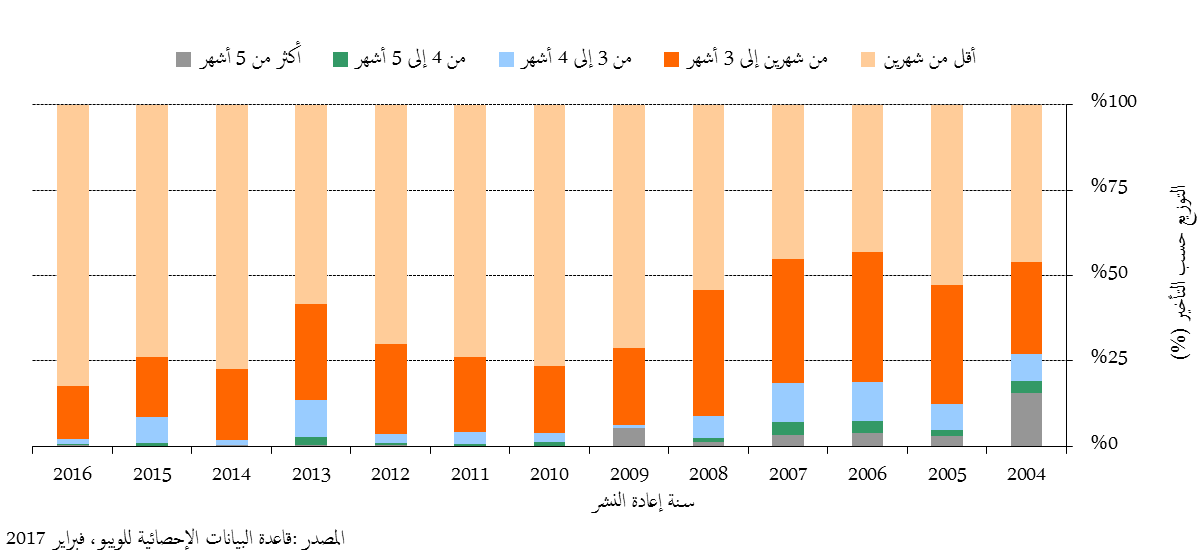 أقل من شهرين
من شهرين إلى 3 أشهر
من 3 إلى 4 أشهر
من 4 إلى 5 أشهر
أكثر من 5 أشهر
%100
%75
%50
%25
%0
التوزيع حسب التأخير (%)
2004 2005 2006 2007 2008 2009 2010 2011 2012 2013 2014 2015 2016
سنة إعادة النشر
المصدر :قاعدة البيانات الإحصائية للويبو، فبراير 2017